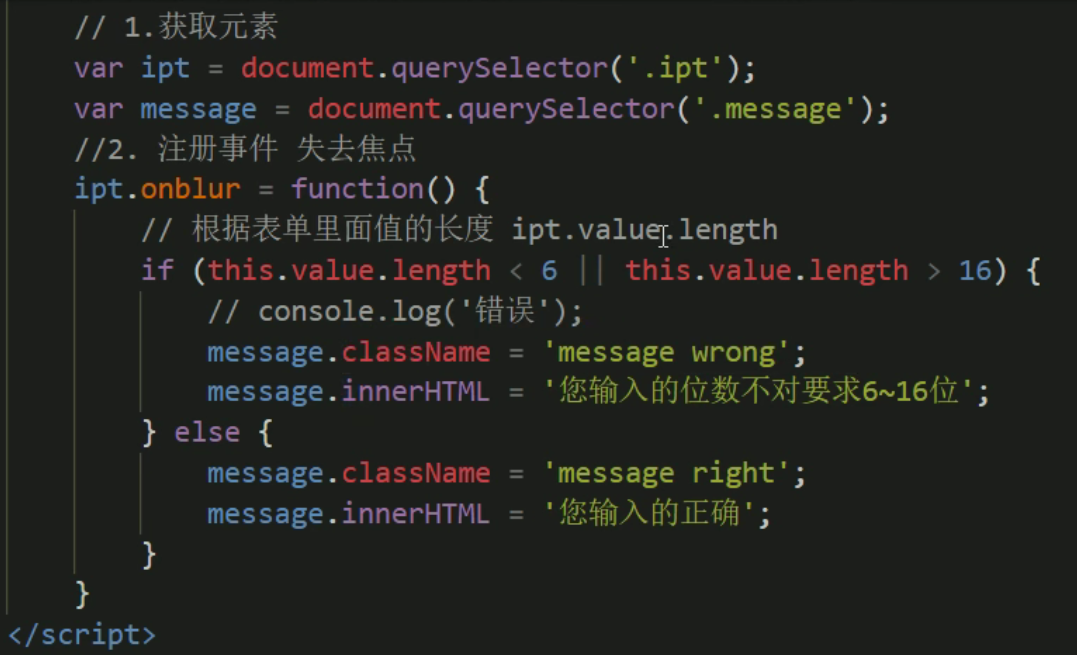 // 1.获取元素
var ipt = document.querySelector('.ipt');
var message = document.querySelector('.message');
//2. 注册事件 失去焦点
ipt.onblur = function() {
// 根据表单里面值的长度 ipt.value.length
if (this.value.length < 6 || this.value.length > 16) {
// console.log('错误');
message.className = 'message wrong';
message.innerHTML = '您输入的位数不对要求6~16位';
} else {
message.className = 'message right';
message.innerHTML = '您输入的正确';
}
}
</script>